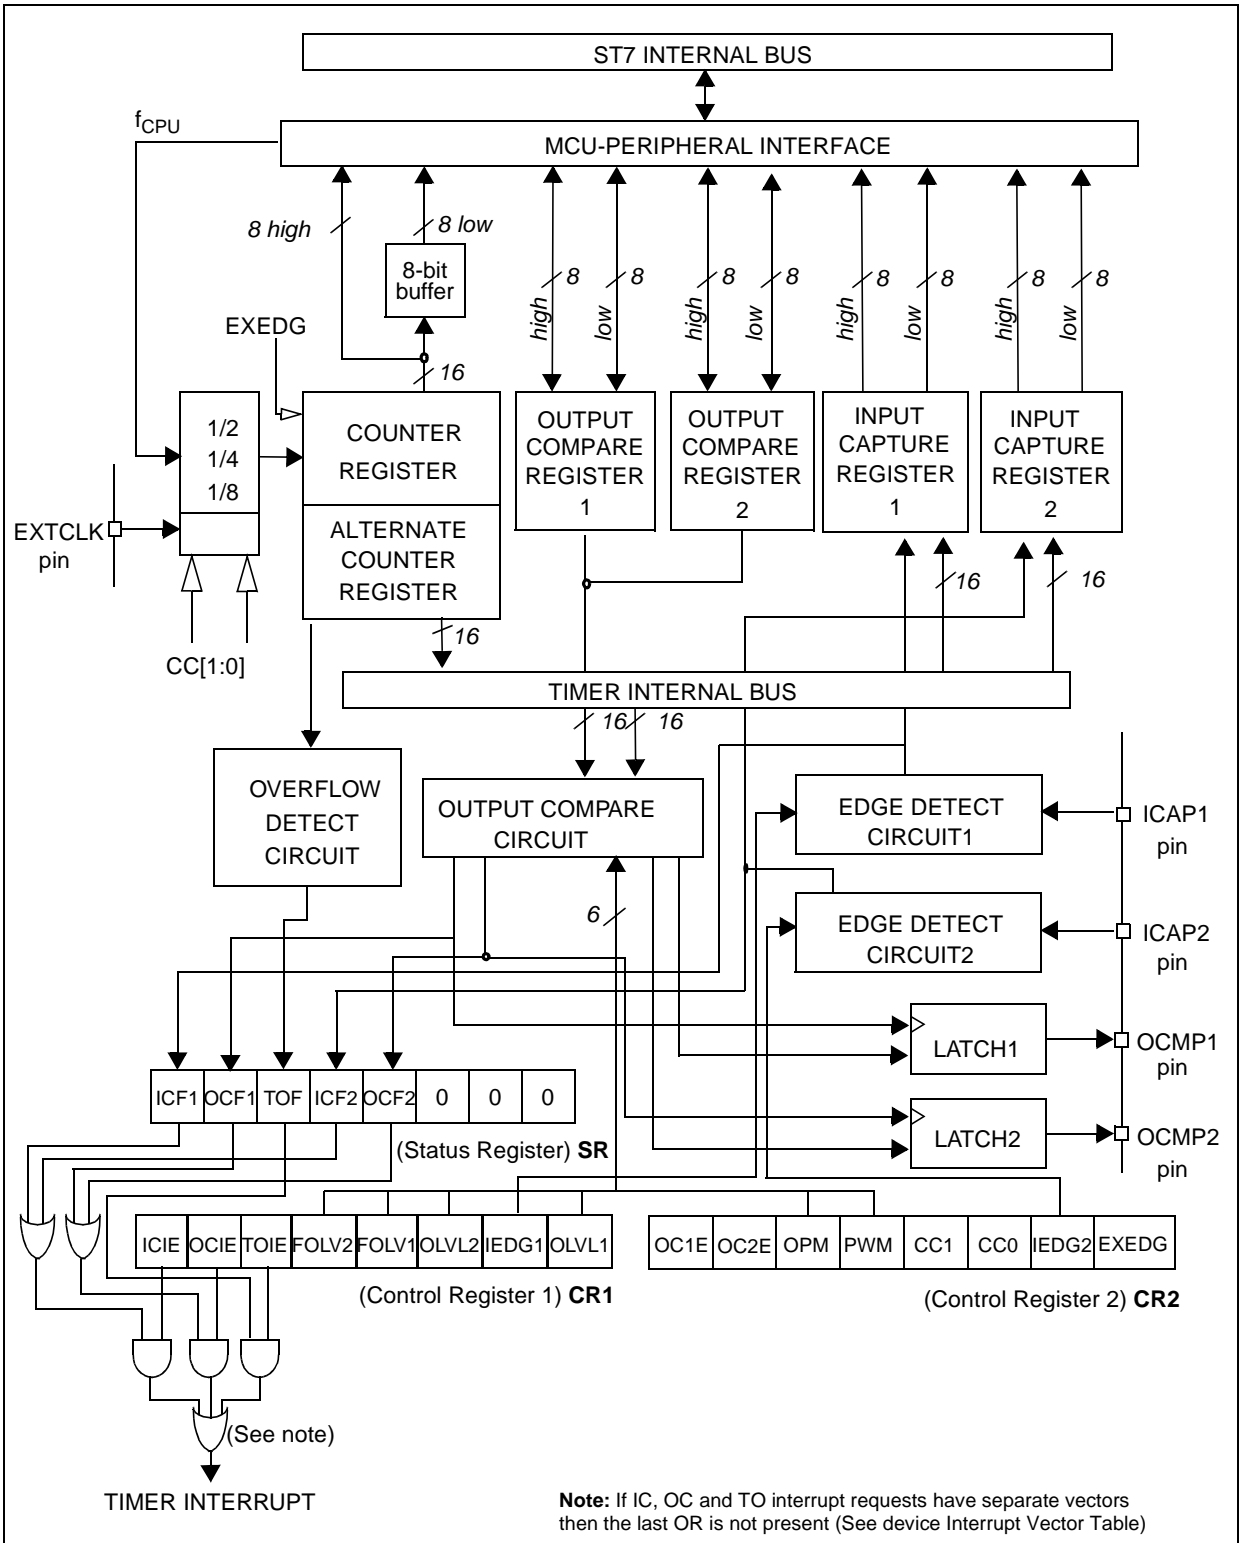 ST7 INTERNAL BUS
fCPU
MCU-PERIPHERAL INTERFACE
8 high
8 low
8-bit
buffer
high
8
low
8
high
8
low
8
high
8
low
8
high
8
low
8
EXEDG
16
1/2
1/4
1/8
COUNTER
REGISTER
ALTERNATE
COUNTER
REGISTER
OUTPUT
COMPARE
REGISTER
1
OUTPUT
COMPARE
REGISTER
2
INPUT
CAPTURE
REGISTER
1
INPUT
CAPTURE
REGISTER
2
EXTCLK
pin
CC[1:0]
16
16
16
TIMER INTERNAL BUS
16
16
OVERFLOW
DETECT
CIRCUIT
OUTPUT COMPARE
CIRCUIT
6
EDGE DETECT
CIRCUIT1
ICAP1
pin
EDGE DETECT
CIRCUIT2
ICAP2
pin
LATCH1
OCMP1
pin
LATCH2
OCMP2
pin
ICF1 OCF1 TOF ICF2 OCF2 0 0 0
(Status Register) SR
ICIE OCIE TOIE FOLV2 FOLV1 OLVL2 IEDG1 OLVL1
(Control Register 1) CR1
OC1E OC2E OPM PWM CC1 CC0 IEDG2 EXEDG
(Control Register 2) CR2
(See note)
TIMER INTERRUPT
Note: If IC, OC and TO interrupt requests have separate vectors
then the last OR is not present (See device Interrupt Vector Table)